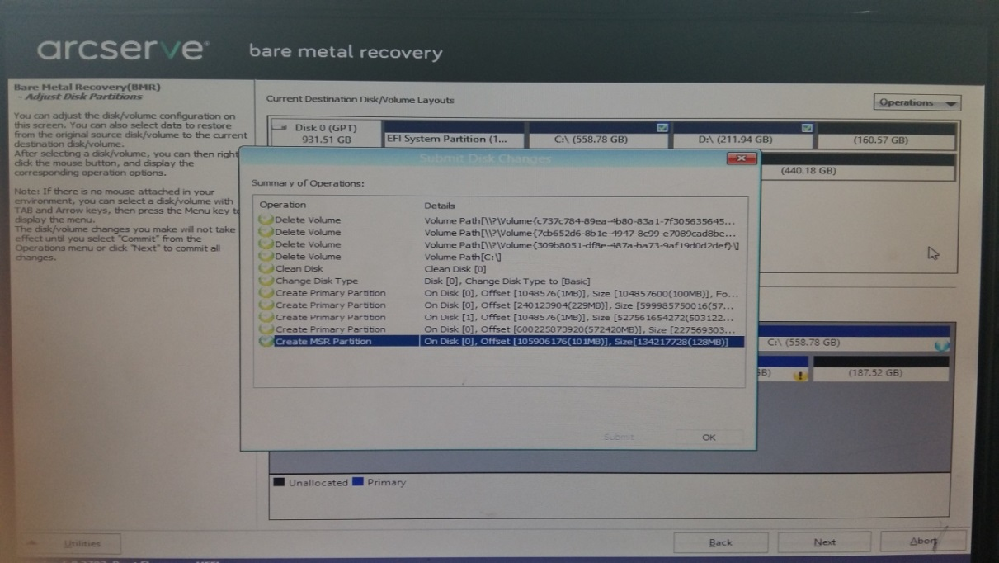 arcserve bare metal recovery
Bare Metal Recovery(BMR)
- Adjust Disk Partitions
You can adjust the disk/volume configuration on
this screen. You can also select data to restore
from the original source disk/volume to the current
destination disk/volume.
After selecting a disk/volume, you can then right
click the mouse button, and display the
corresponding operation options.
Note: If there is no mouse attached in your
environment, you can select a disk/volume with
TAB and Arrow keys, then press the Menu key to
display the menu.
The disk/volume changes you make will not take
effect until you select "Commit" from the
Operations menu or click "Next" to commit all
changes.
Current Destination Disk/Volume Layouts
Operations
Disk 0 (GPT)
931.51 GB
EFI System Partition (1...
C:\ (558.78 GB)
D:\ (211.94 GB)
(160.57 GB)
(440.18 GB)
Submit Disk Changes
Summary of Operations:
Operation Details
Delete Volume Volume Path[\\?\Volume{c737c784-89ea-4b80-83a1-7f305635645...
Delete Volume Volume Path[\\?\Volume{7cb652d6-8b1e-4947-8c99-e7089cad8be...
Delete Volume Volume Path[\\?\Volume{309b8051-df8e-487a-ba73-9af19d0d2def}\]
Delete Volume Volume Path[C:\]
Clean Disk Clean Disk [0]
Change Disk Type Disk [0], Change Disk Type to [Basic]
Create Primary Partition On Disk [0], Offset [1048576(1MB)], Size [104857600(100MB)], Fo...
Create Primary Partition On Disk [0], Offset [240123904(229MB)], Size [599985750016(57...
Create Primary Partition On Disk [1], Offset [1048576(1MB)], Size [527561654272(503122...
Create Primary Partition On Disk [0], Offset [600225873920(572420MB)], Size [227569303...
Create MSR Partition On Disk [0], Offset [105906176(101MB)], Size[134217728(128MB)]
C:\ (558.78 GB)
GB)
(187.52 GB)
Submit
OK
Unallocated Primary
Utilities
Back
Next
Abort